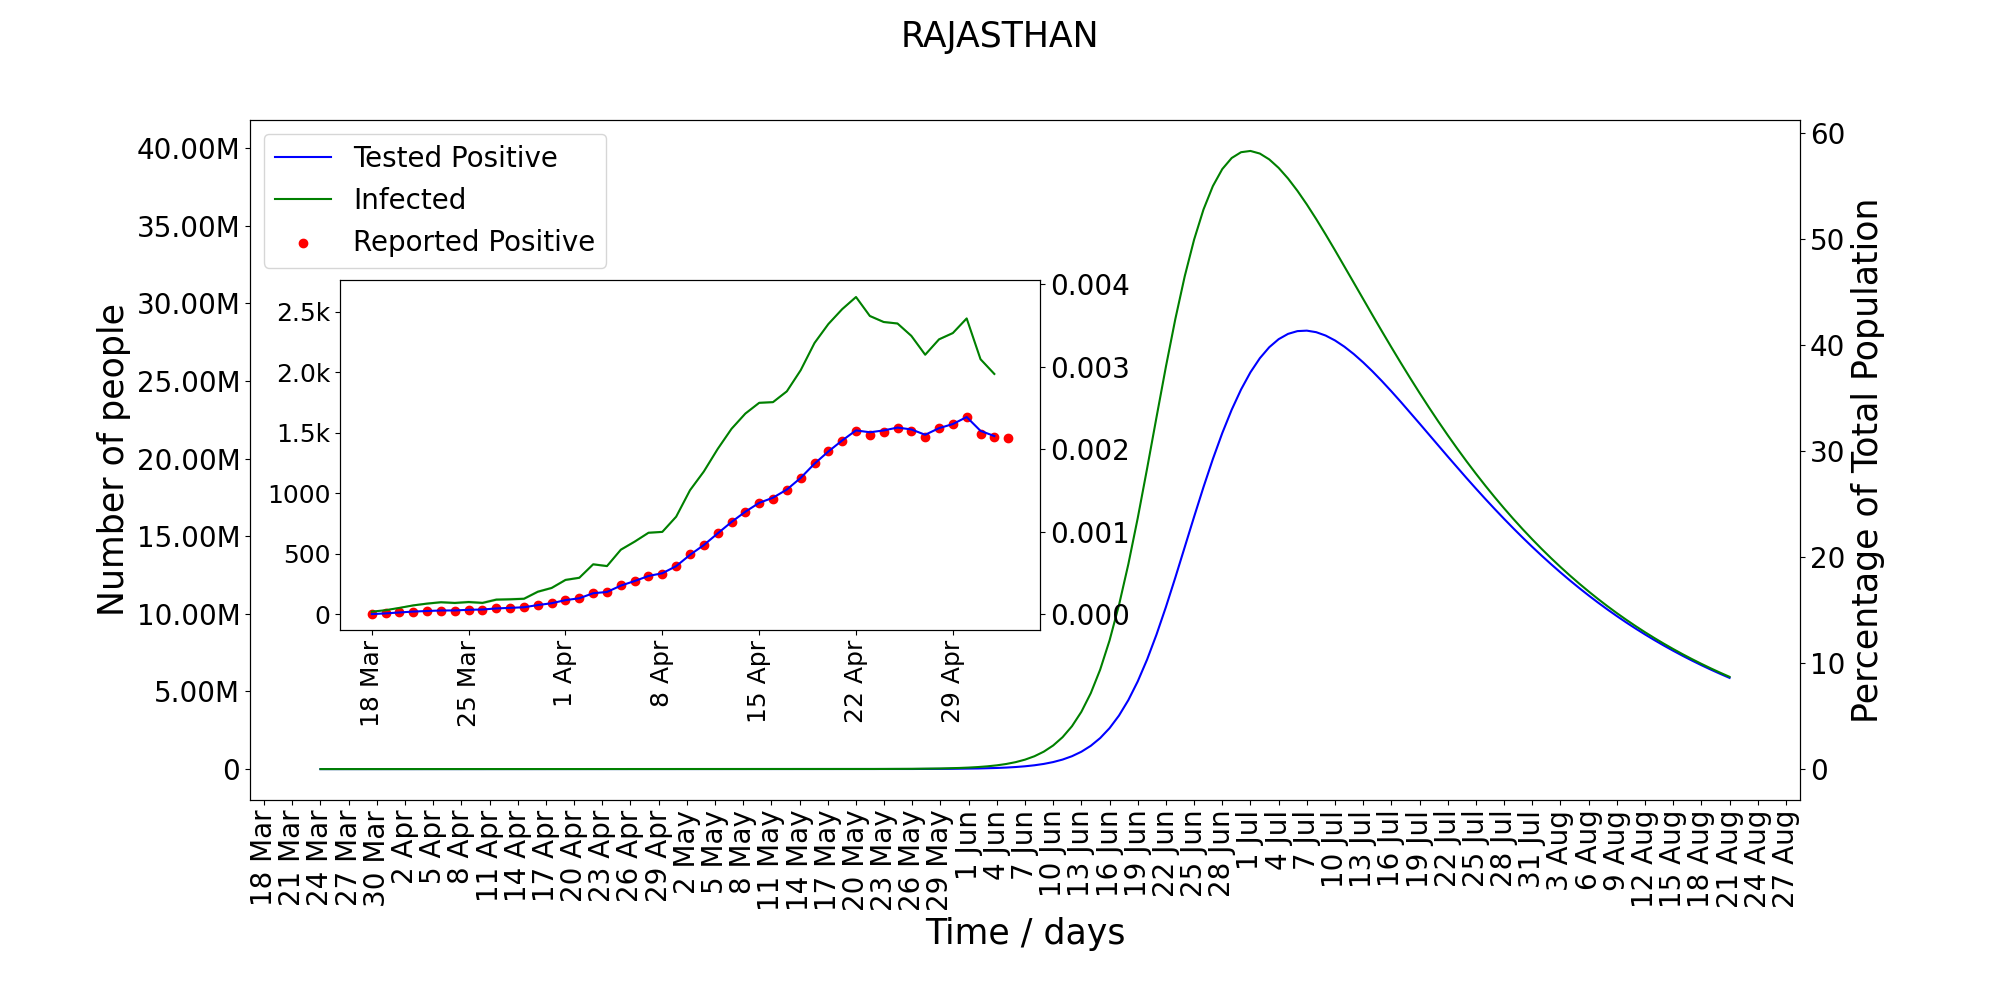 RAJASTHAN
Tested Positive
Infected
Reported Positive
Number of people
40.00M
35.00M
30.00M
25.00M
20.00M
15.00M
10.00M
5.00M
0
2.5k
2.0k
1.5k
1000
500
0
0.004
0.003
0.002
0.001
0.000
18 Mar
25 Mar
1 Apr
8 Apr
15 Apr
22 Apr
29 Apr
60
50
40
30
20
10
0
Percentage of Total Population
18 Mar
21 Mar
24 Mar
27 Mar
30 Mar
2 Apr
5 Apr
8 Apr
11 Apr
14 Apr
17 Apr
20 Apr
23 Apr
26 Apr
29 Apr
2 May
5 May
8 May
11 May
14 May
17 May
20 May
23 May
26 May
29 May
1 Jun
4 Jun
7 Jun
10 Jun
13 Jun
16 Jun
19 Jun
22 Jun
25 Jun
28 Jun
1 Jul
4 Jul
7 Jul
10 Jul
13 Jul
16 Jul
19 Jul
22 Jul
25 Jul
28 Jul
31 Jul
3 Aug
6 Aug
9 Aug
12 Aug
15 Aug
18 Aug
21 Aug
24 Aug
27 Aug
Time / days